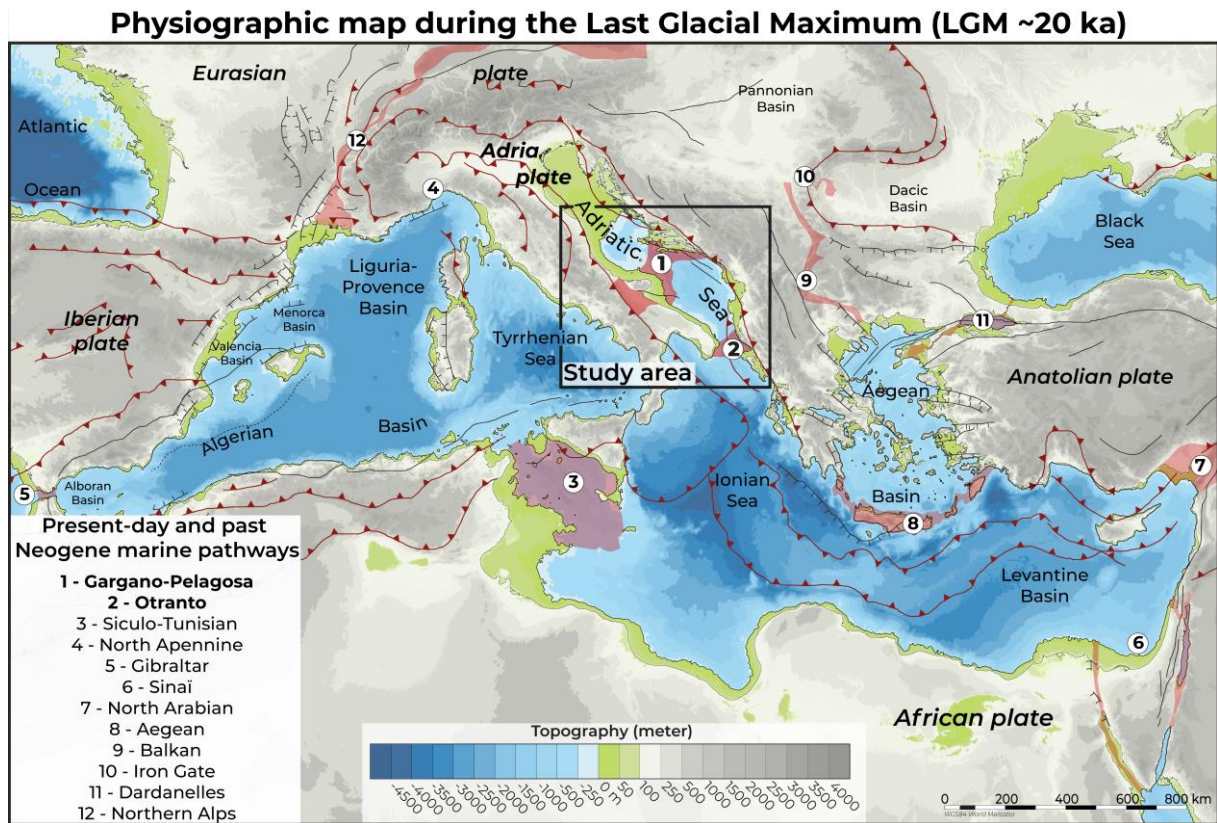 Physiographic map during the Last Glacial Maximum (LGM ~20 ka)
Eurasian
plate
Pannonian
Basin
Atlantic
12
Adria
plate
10
Ocean
4
Dacic
Basin
Adriatic
Black
Sea
1
Liguria-
Provence
Basin
Sea
9
Iberian
plate
Menorca
Basin
11
Valencia
Basin
Tyrrhenian
Sea
2
Study area
Aegean
Anatolian plate
Algerian
Basin
7
5
Alboran
Basin
3
Ionian
Sea
Basin
8
Levantine
Basin
6
African plate
Present-day and past
Neogene marine pathways
1 - Gargano-Pelagosa
2 - Otranto
3 - Siculo-Tunisian
4 - North Apennine
5 - Gibraltar
6 - Sinaï
7 - North Arabian
8 - Aegean
9 - Balkan
10 - Iron Gate
11 - Dardanelles
12 - Northern Alps
Topography (meter)
-4500 -4000 -3500 -3000 -2500 -2000 -1500 -1000 -500 -250 0 m 50 100 250 500 1000 1500 2000 2500 3000 3500 4000
0 200 400 600 800 km
WGS84 World Mercator